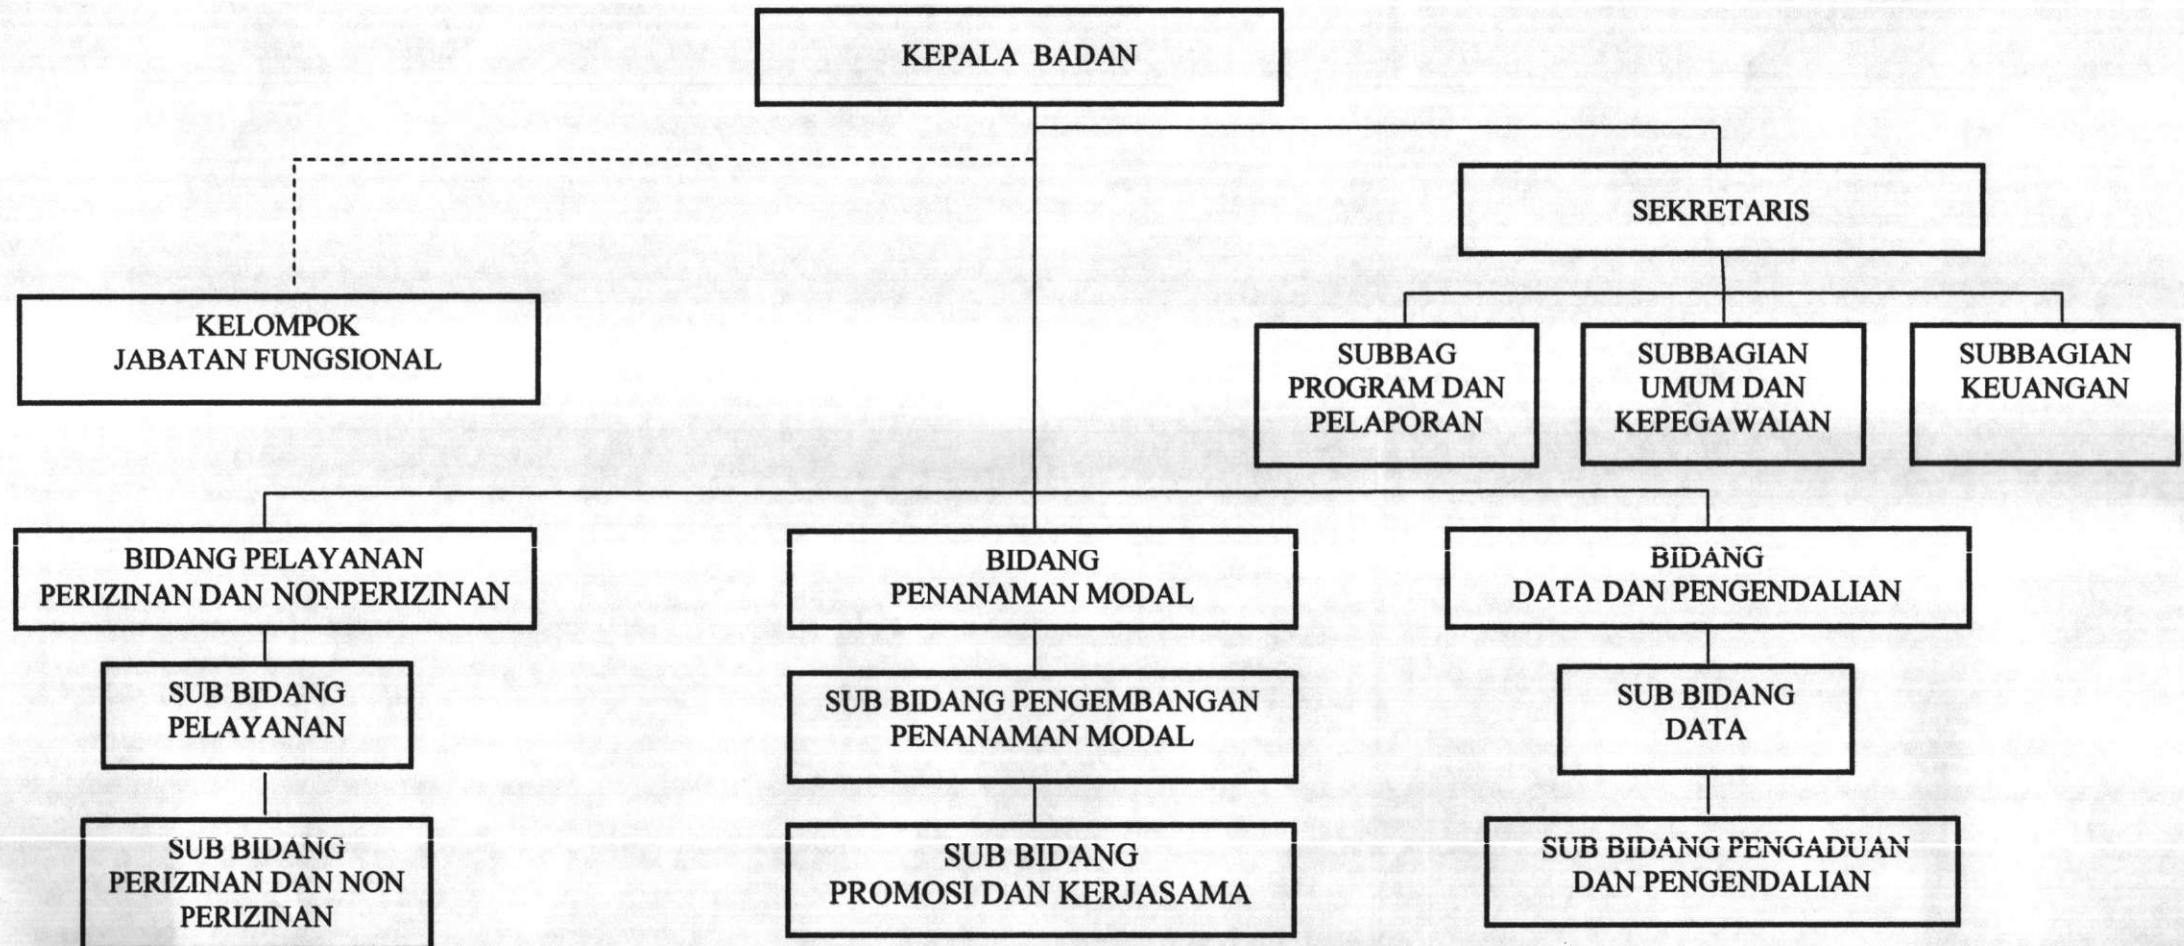 KEPALA BADAN
SEKRETARIS
KELOMPOK
JABATAN FUNGSIONAL
SUBBAG
PROGRAM DAN
PELAPORAN
SUBBAGIAN
UMUM DAN
KEPEGAWAIAN
SUBBAGIAN
KEUANGAN
BIDANG PELAYANAN
PERIZINAN DAN NONPERIZINAN
BIDANG
PENANAMAN MODAL
BIDANG
DATA DAN PENGENDALIAN
SUB BIDANG
PELAYANAN
SUB BIDANG PENGEMBANGAN
PENANAMAN MODAL
SUB BIDANG
DATA
SUB BIDANG
PERIZINAN DAN NON
PERIZINAN
SUB BIDANG
PROMOSI DAN KERJASAMA
SUB BIDANG PENGADUAN
DAN PENGENDALIAN